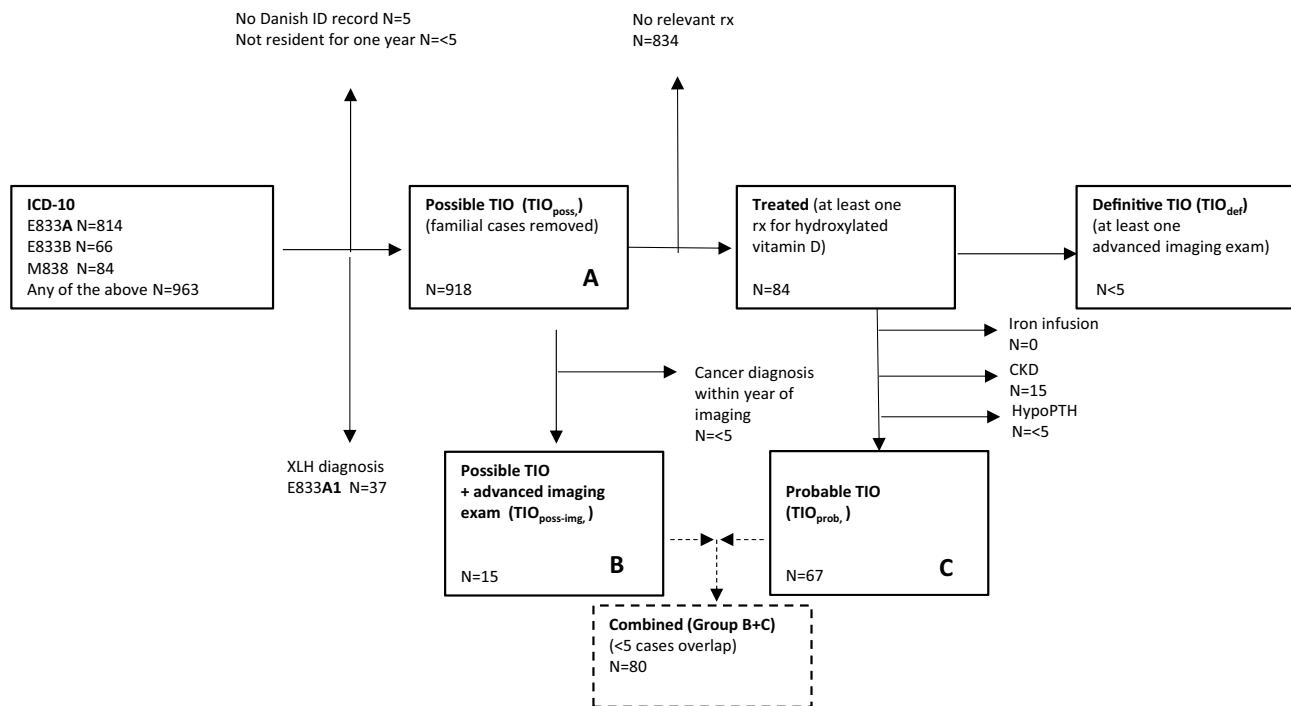 No Danish ID record N=5
Not resident for one year N=<5
No relevant rx
N=834
ICD-10
E833A N=814
E833B N=66
M838 N=84
Any of the above N=963
Possible TIO (TIOposs,)
(familial cases removed)
N=918
A
Treated (at least one
rx for hydroxylated
vitamin D)
N=84
Definitive TIO (TIOdef)
(at least one
advanced imaging exam)
N<5
Iron infusion
N=0
CKD
N=15
HypoPTH
N=<5
Cancer diagnosis
within year of
imaging
N=<5
XLH diagnosis
E833A1 N=37
Possible TIO
+ advanced imaging
exam (TIOposs-img,)
N=15
B
Probable TIO
(TIOprob,)
N=67
C
Combined (Group B+C)
(<5 cases overlap)
N=80